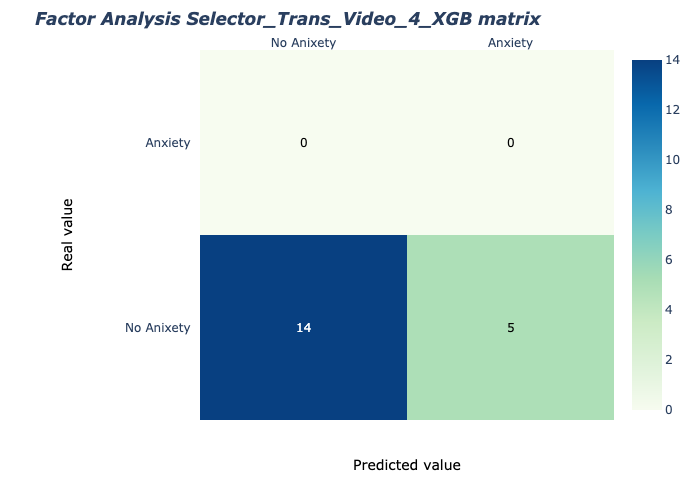 Factor Analysis Selector_Trans_Video_4_XGB matrix
No Anixety Anxiety
14
12
10
8
6
4
2
0
Anxiety 0 0
Real value
No Anixety 14 5
Predicted value